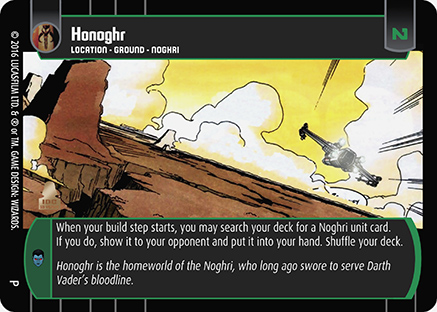 Honoghr
LOCATION - GROUND - NOGHRI
N
© 2016 LUCASFILM LTD. & ® or TM. GAME DESIGN: WIZARDS.
When your build step starts, you may search your deck for a Noghri unit card.
If you do, show it to your opponent and put it into your hand. Shuffle your deck.
Honoghr is the homeworld of the Noghri, who long ago swore to serve Darth
Vader's bloodline.
P